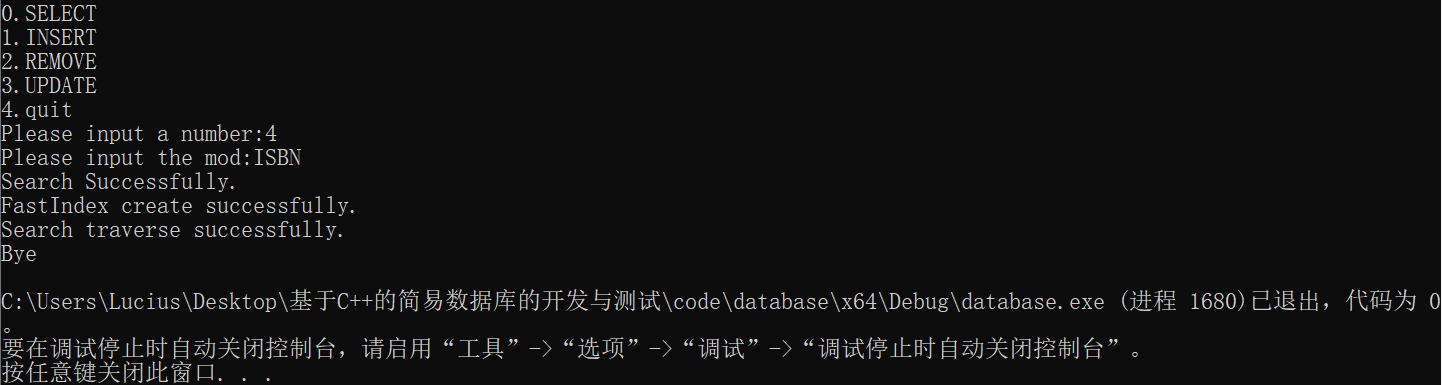 0.SELECT
1.INSERT
2.REMOVE
3.UPDATE
4.quit
Please input a number:4
Please input the mod:ISBN
Search Successfully.
FastIndex create successfully.
Search traverse successfully.
Bye
C:\Users\Lucius\Desktop\基于C++的简易数据库的开发与测试\code\database\x64\Debug\database.exe (进程 1680)已退出，代码为 0
。
要在调试停止时自动关闭控制台，请启用“工具”->“选项”->“调试”->“调试停止时自动关闭控制台”。
按任意键关闭此窗口. . .